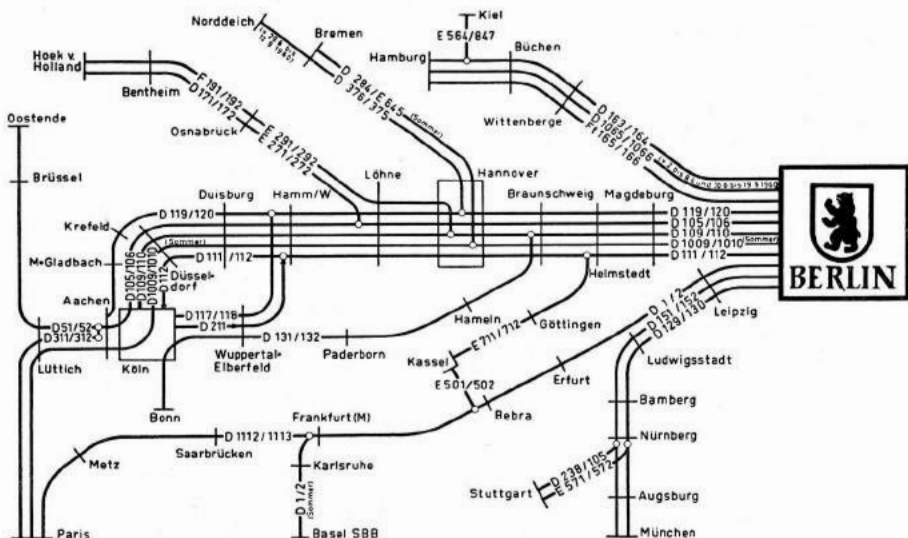 Norddeich
Bremen
Kiel
E 564/847
Hamburg
Büchen
Hoek v.
Holland
Bentheim
F 191/192
D 171/172
D 284/E 645
D 376/375
(Sommer)
Wittenberge
D 163/164
D 1065/1066
Ft 165/166
Oostende
Osnabrück
E 291/292
E 271/272
Hannover
Brüssel
Duisburg
Hamm/W
Löhne
Braunschweig
Magdeburg
Krefeld
D 119/120
D 119/120
D 105/106
D 109/110
(Sommer)
D 1009/1010
(Sommer)
M•Gladbach
D 111/112
D 111/112
Düssel-
dorf
Helmstedt
BERLIN
Aachen
D105/106
D109/110
D1009/1010
D112
D 117/118
D 211
D51/52
D311/312
D 131/132
Hameln
Göttingen
E 711/712
D 1/2
D 151/152
D 129/130
Leipzig
Lüttich
Köln
Wuppertal-
Elberfeld
Paderborn
Kassel
Ludwigsstadt
E 501/502
Erfurt
Bonn
Frankfurt(M)
Bebra
Bamberg
D 1112/1113
Saarbrücken
Nürnberg
Metz
Karlsruhe
D 238/105
E 571/572
Stuttgart
D 1/2
(Sommer)
Augsburg
Paris
Basel SBB
München